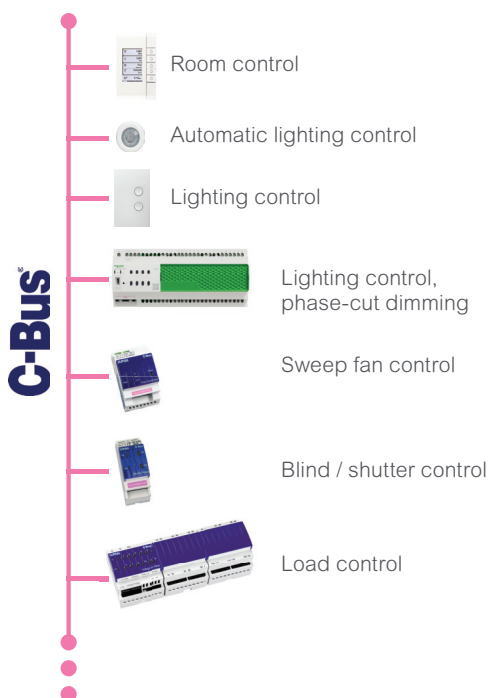 C-Bus
Room control
Automatic lighting control
Lighting control
Lighting control,
phase-cut dimming
Sweep fan control
Blind / shutter control
Load control